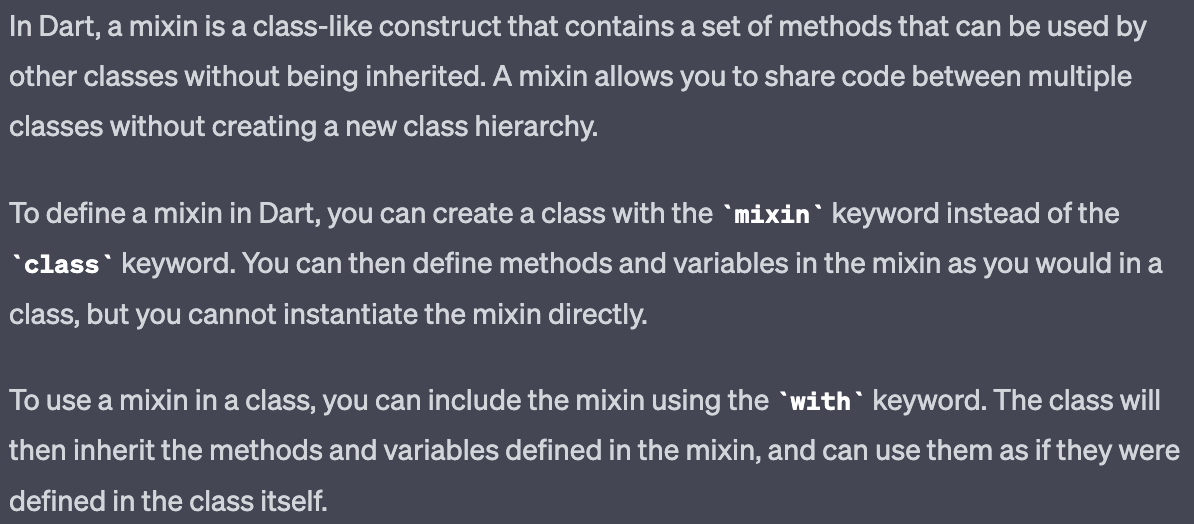 In Dart, a mixin is a class-like construct that contains a set of methods that can be used by
other classes without being inherited. A mixin allows you to share code between multiple
classes without creating a new class hierarchy.
To define a mixin in Dart, you can create a class with the `mixin` keyword instead of the
`class` keyword. You can then define methods and variables in the mixin as you would in a
class, but you cannot instantiate the mixin directly.
To use a mixin in a class, you can include the mixin using the `with` keyword. The class will
then inherit the methods and variables defined in the mixin, and can use them as if they were
defined in the class itself.